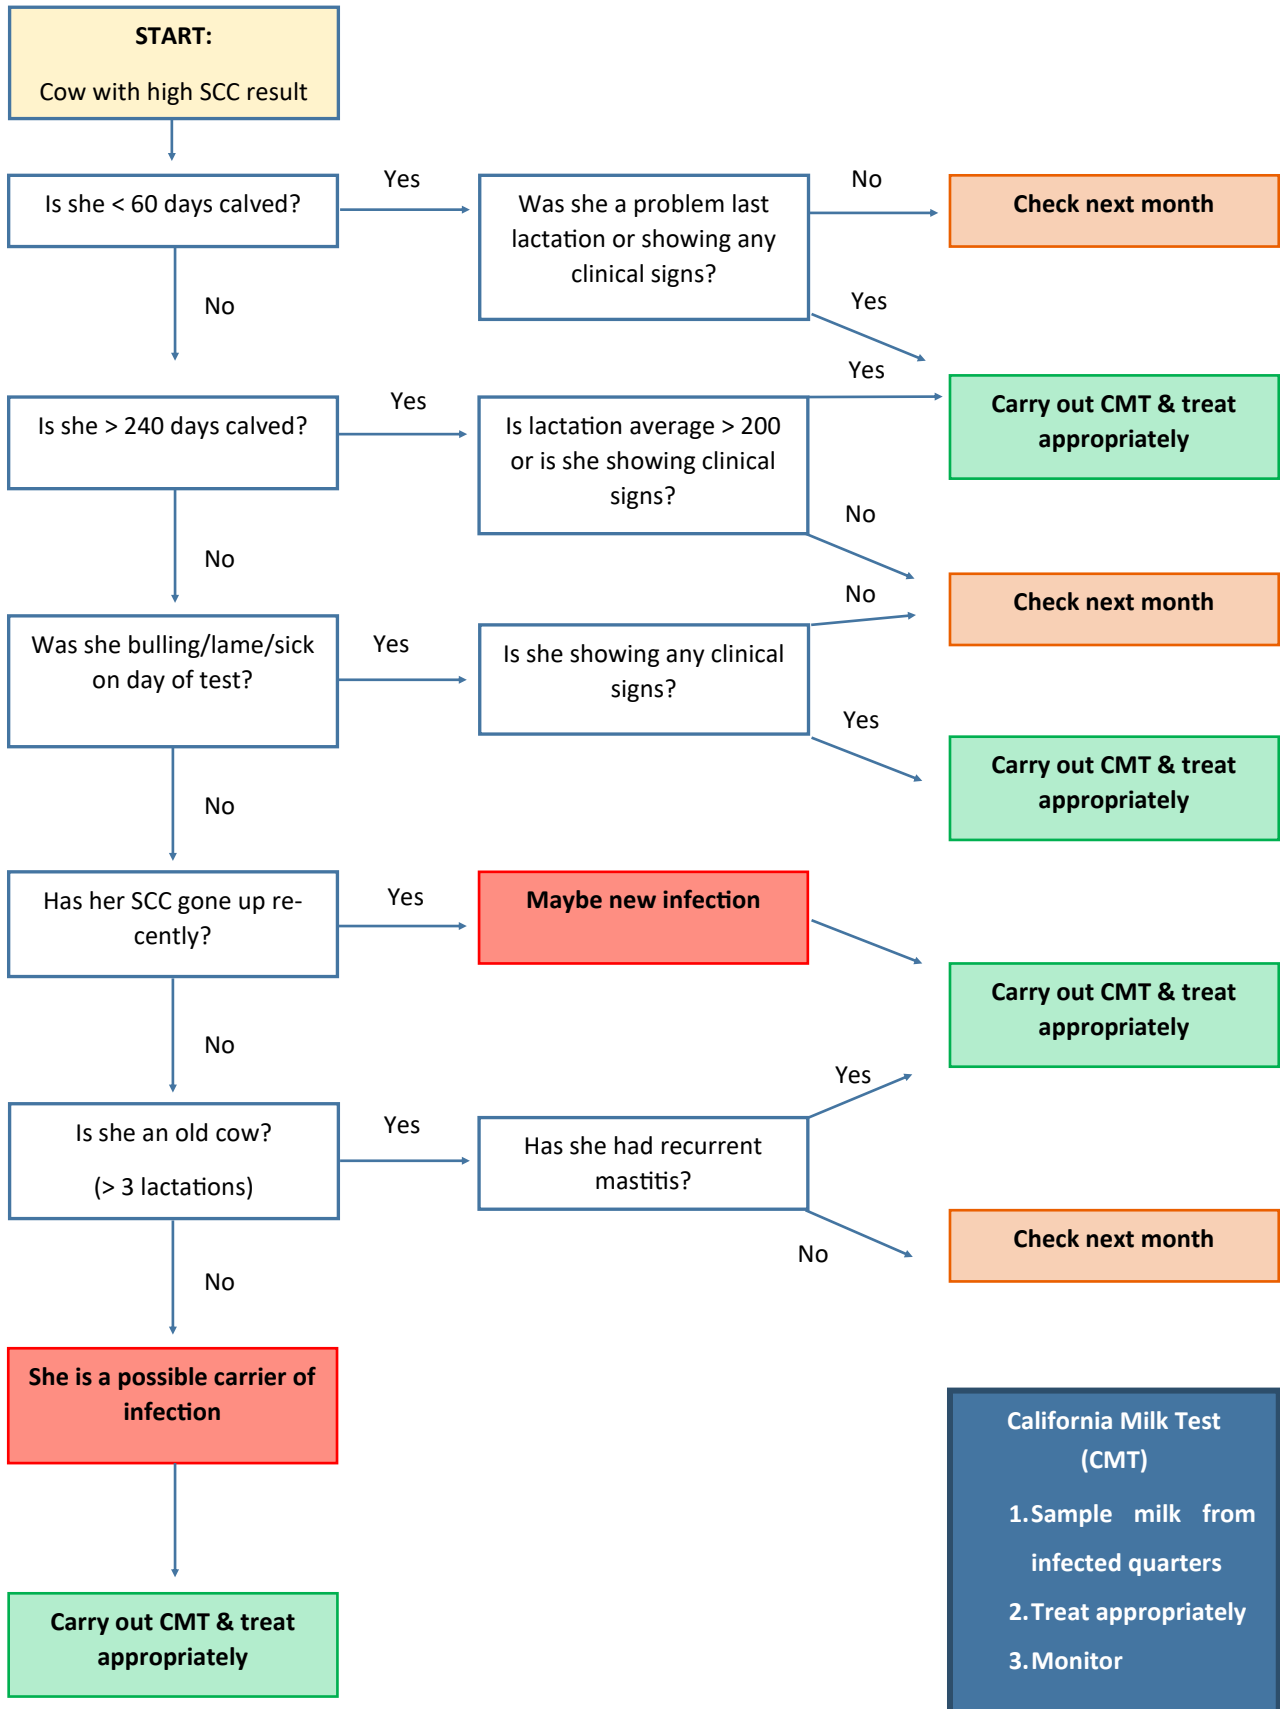 START:
Cow with high SCC result
Is she < 60 days calved?
Yes
Was she a problem last
lactation or showing any
clinical signs?
No
Check next month
Yes
No
Is she > 240 days calved?
Yes
Is lactation average > 200
or is she showing clinical
signs?
Yes
Carry out CMT & treat
appropriately
No
No
Was she bulling/lame/sick
on day of test?
Yes
Is she showing any clinical
signs?
No
Check next month
Yes
Carry out CMT & treat
appropriately
No
Has her SCC gone up re-
cently?
Yes
Maybe new infection
Carry out CMT & treat
appropriately
No
Is she an old cow?
(> 3 lactations)
Yes
Has she had recurrent
mastitis?
Yes
No
Check next month
No
She is a possible carrier of
infection
Carry out CMT & treat
appropriately
California Milk Test
(CMT)
1. Sample milk from
infected quarters
2. Treat appropriately
3. Monitor